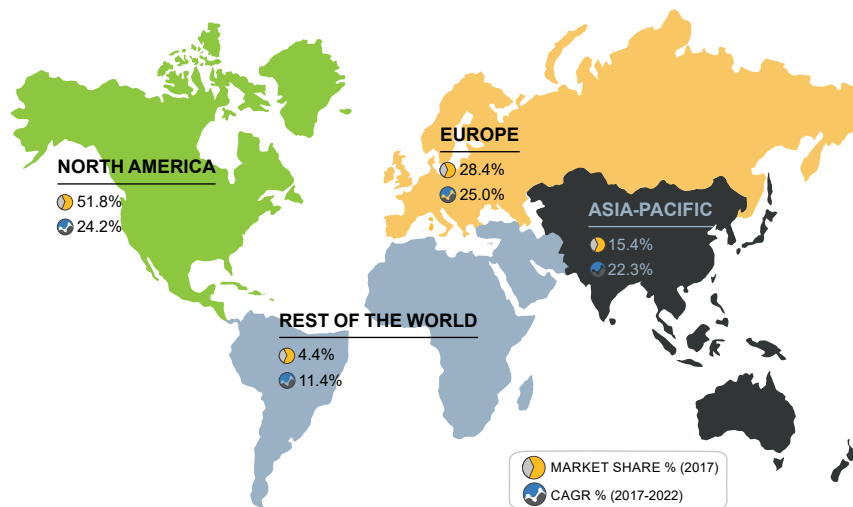 EUROPE
28.4%
25.0%
NORTH AMERICA
51.8%
24.2%
ASIA-PACIFIC
15.4%
22.3%
REST OF THE WORLD
4.4%
11.4%
MARKET SHARE % (2017)
CAGR % (2017-2022)